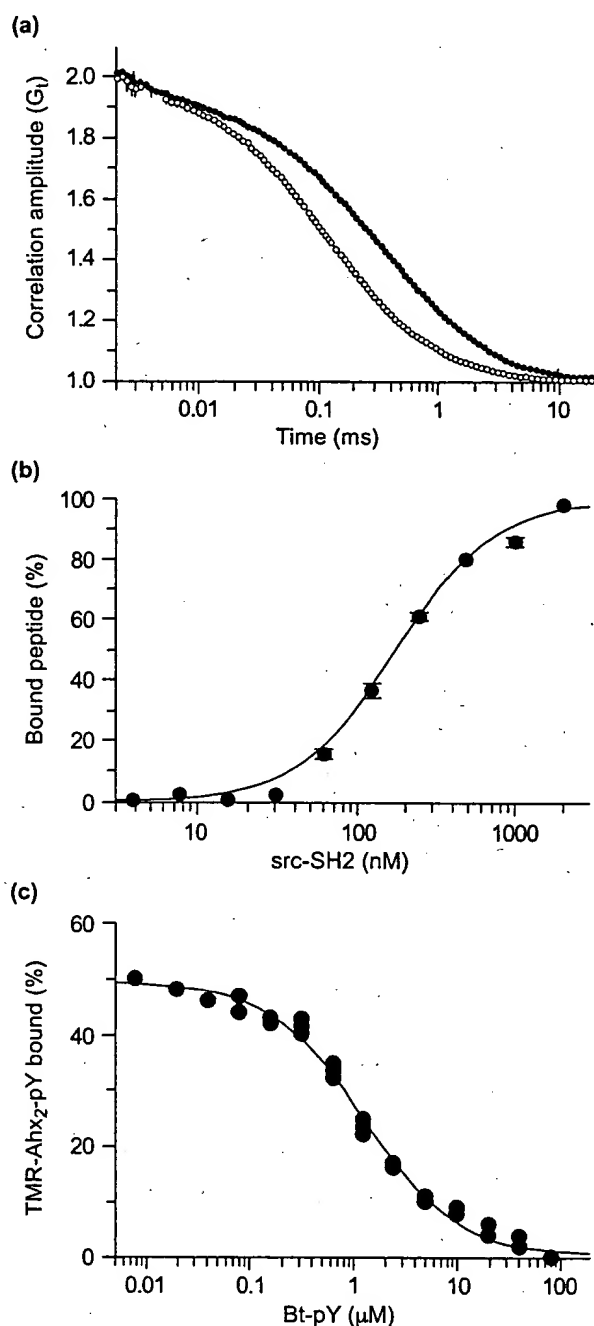 (a)
Correlation amplitude (Gt)
2.0
1.8
1.6
1.4
1.2
1.0
0.01 0.1 1 10
Time (ms)
(b)
Bound peptide (%)
100
80
60
40
20
0
10 100 1000
src-SH2 (nM)
(c)
TMR-Ahx2-pY bound (%)
60
40
20
0
0.01 0.1 1 10 100
Bt-pY (μM)